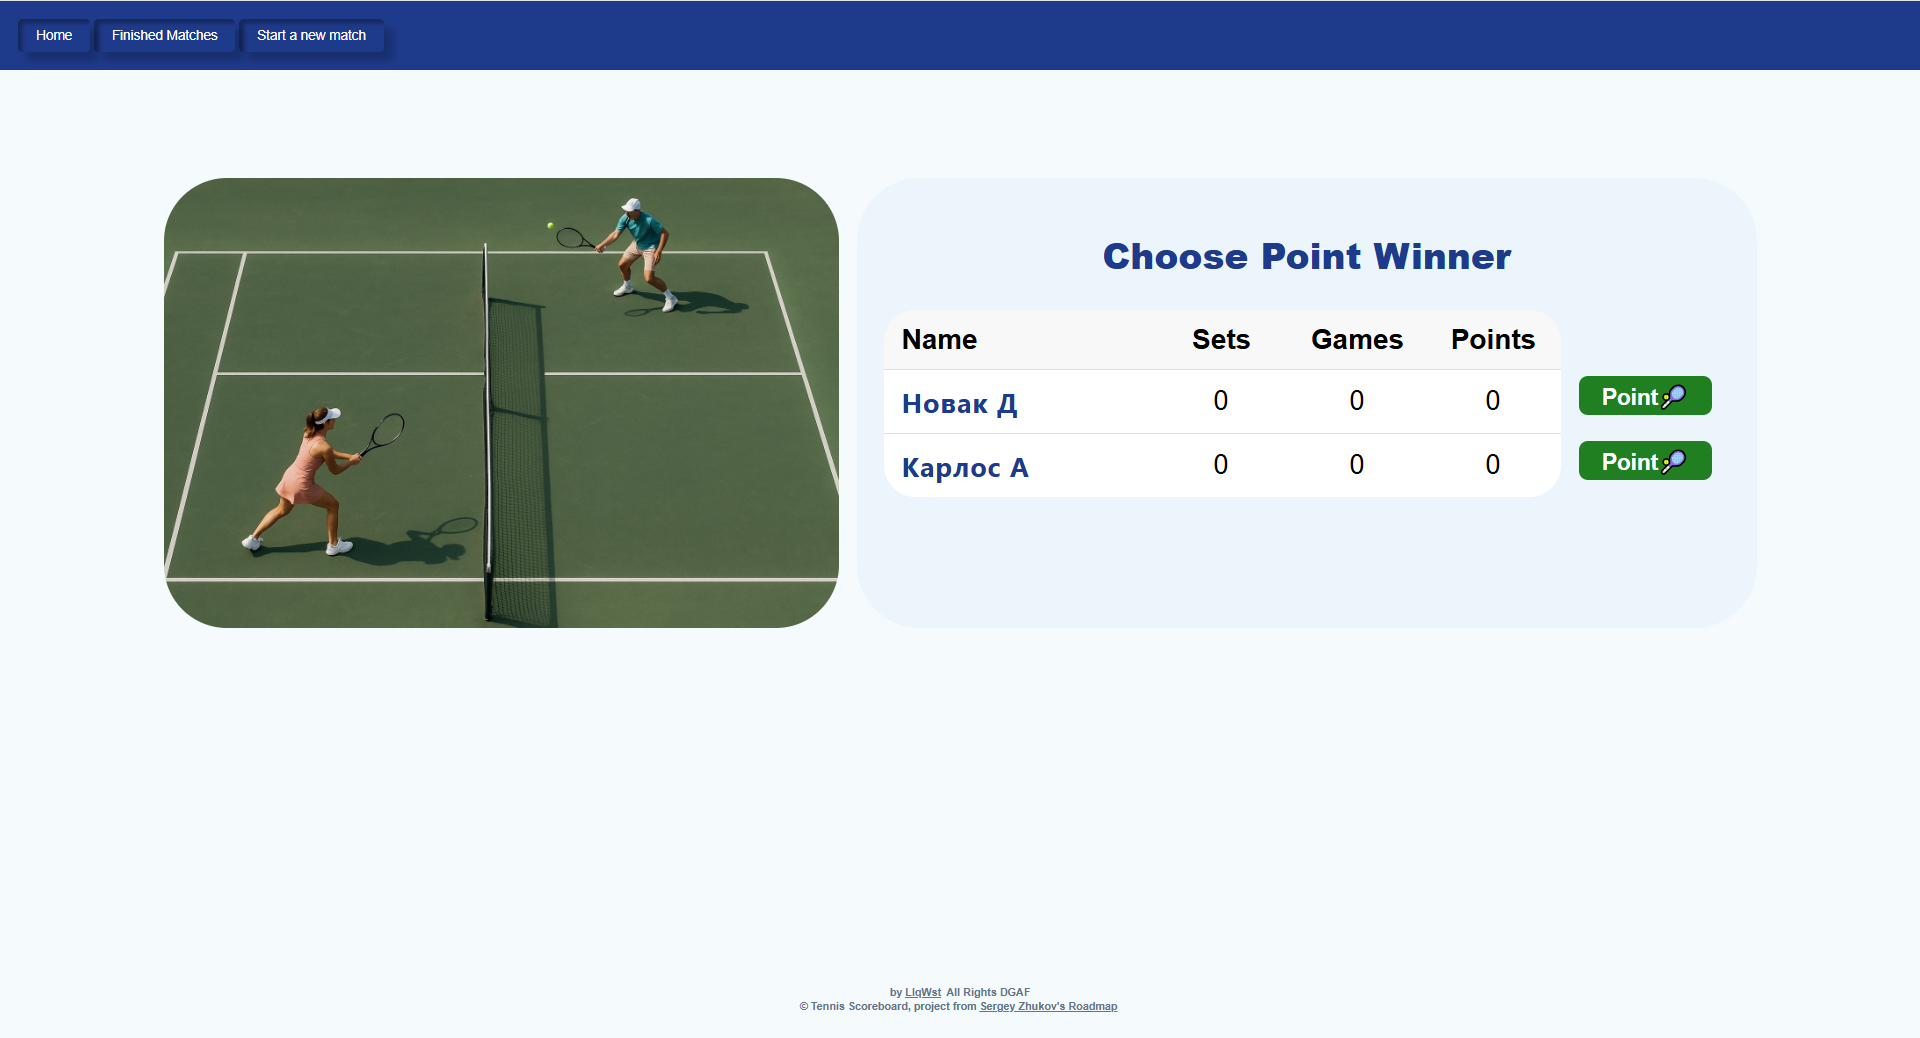 Home Finished Matches Start a new match
Choose Point Winner
Name Sets Games Points
Новак Д 0 0 0 Point
Карлос А 0 0 0 Point
by LIqWst All Rights DGAF
© Tennis Scoreboard, project from Sergey Zhukov's Roadmap